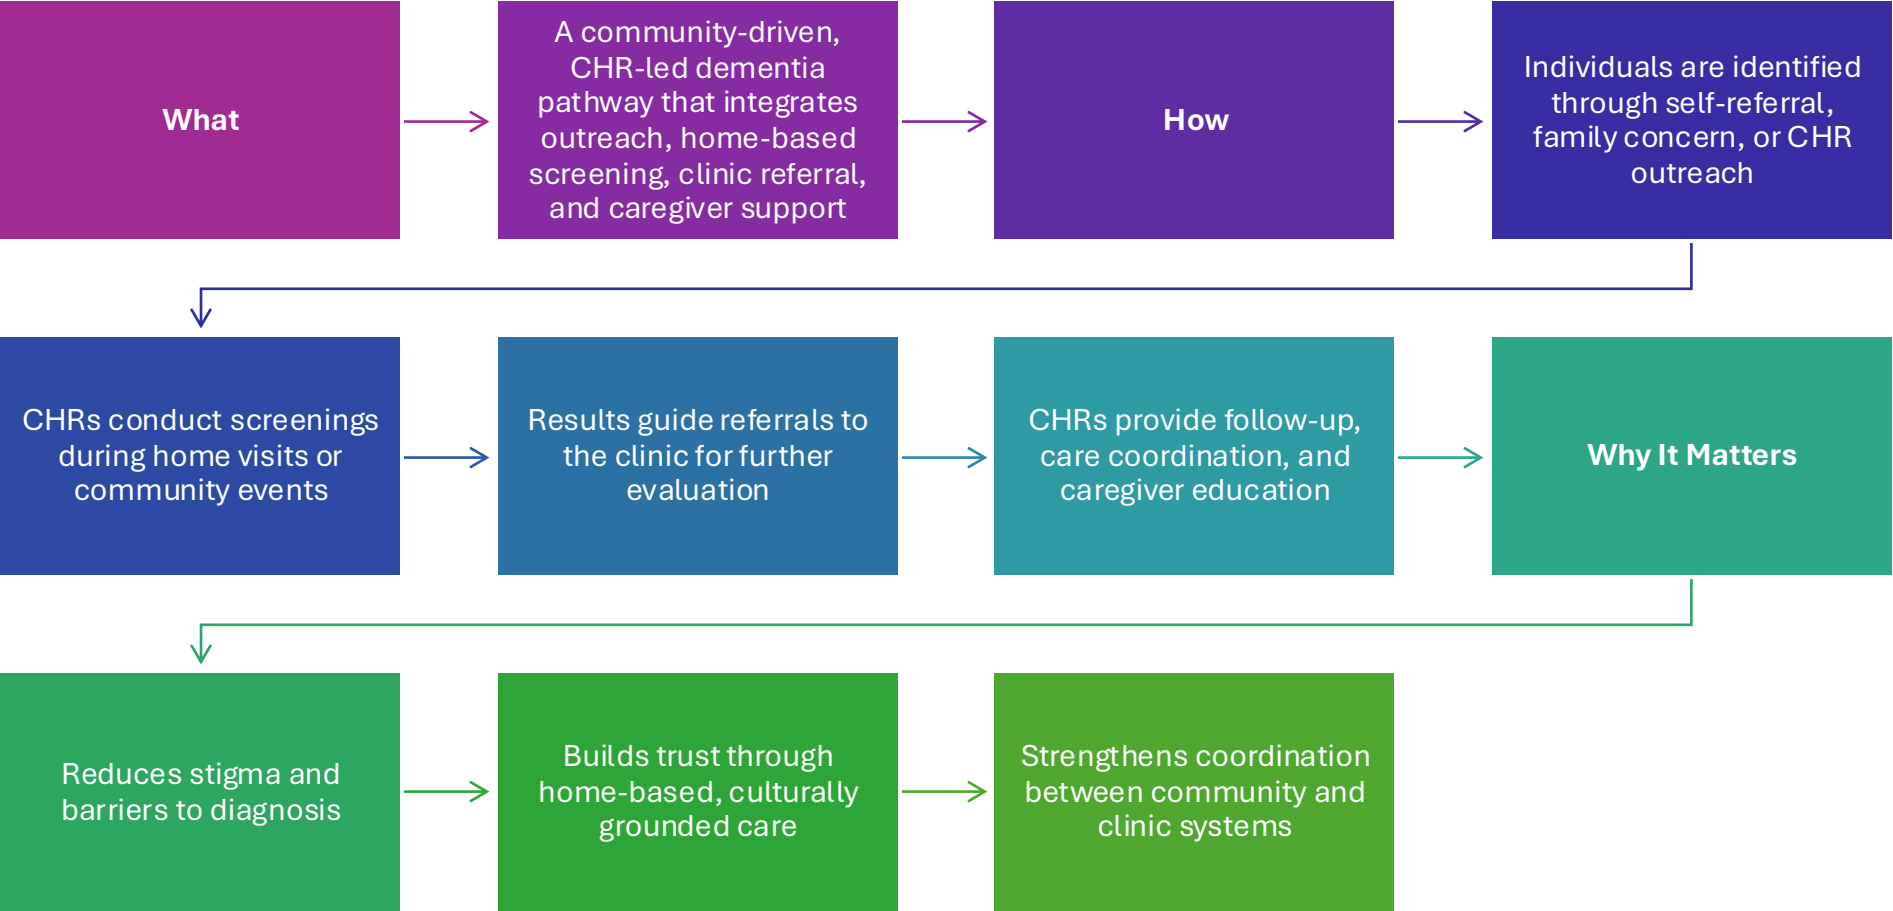 What
A community-driven,
CHR-led dementia
pathway that integrates
outreach, home-based
screening, clinic referral,
and caregiver support
How
Individuals are identified
through self-referral,
family concern, or CHR
outreach
CHRs conduct screenings
during home visits or
community events
Results guide referrals to
the clinic for further
evaluation
CHRs provide follow-up,
care coordination, and
caregiver education
Why It Matters
Reduces stigma and
barriers to diagnosis
Builds trust through
home-based, culturally
grounded care
Strengthens coordination
between community and
clinic systems